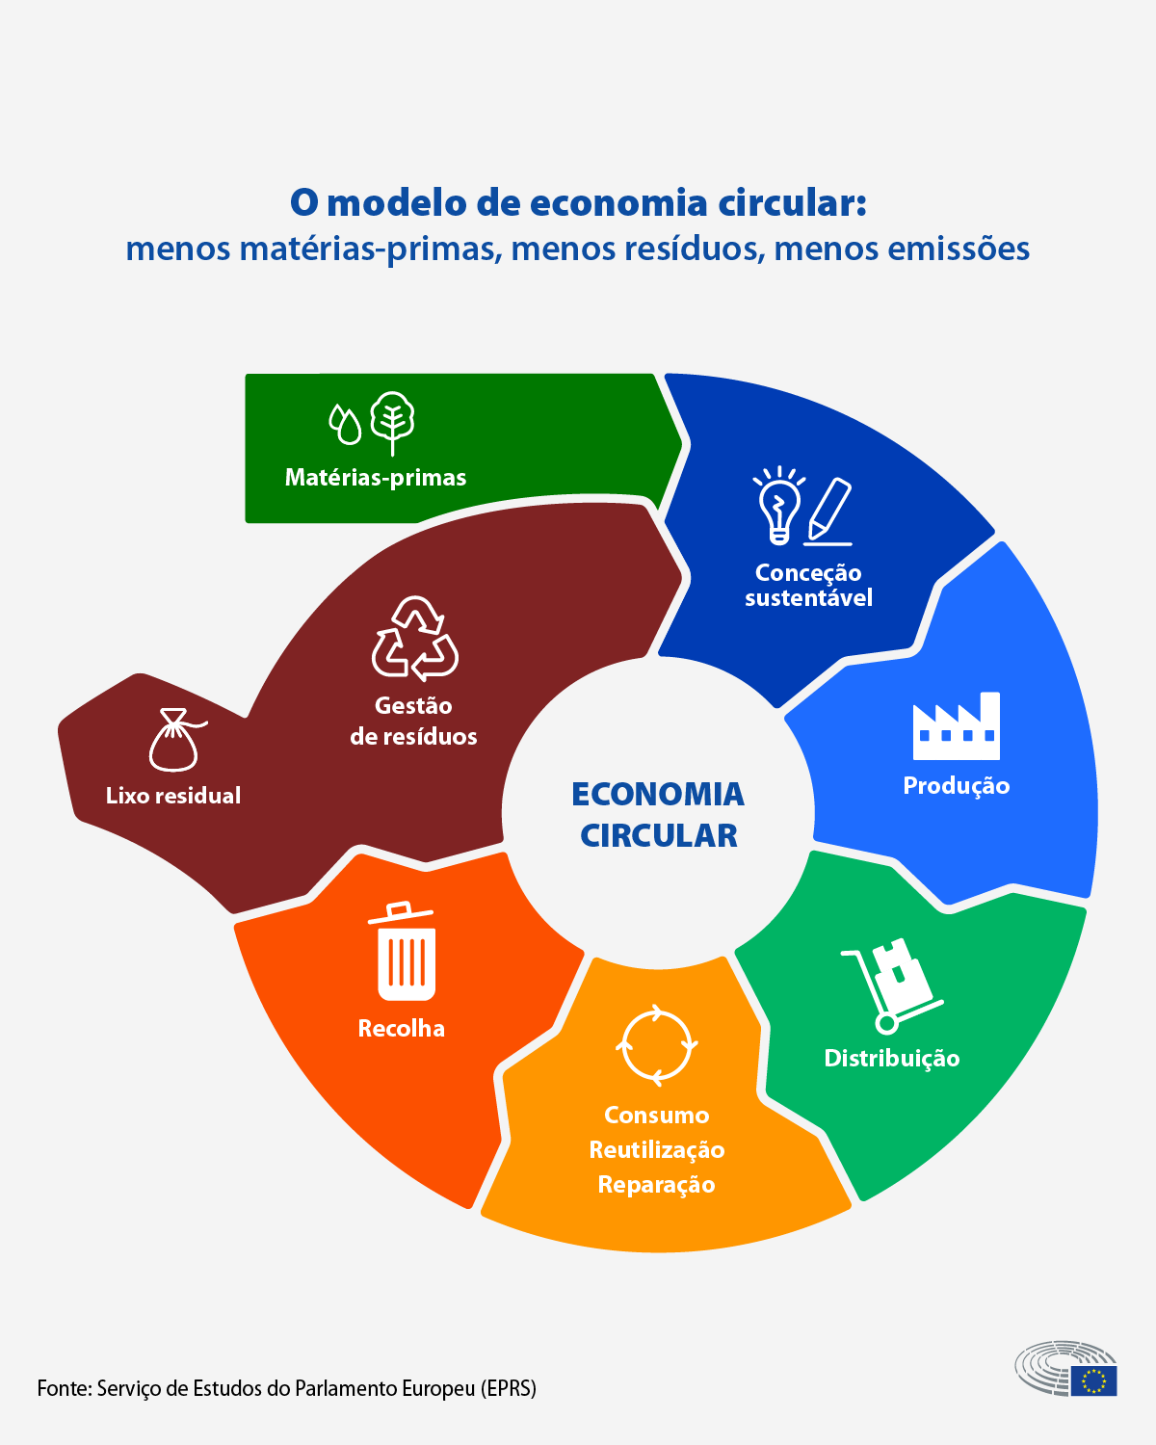 O modelo de economia circular:
menos matérias-primas, menos resíduos, menos emissões
Matérias-primas
Conceção
sustentável
Produção
Distribuição
Consumo
Reutilização
Reparação
Recolha
Gestão
de resíduos
Lixo residual
ECONOMIA
CIRCULAR
Fonte: Serviço de Estudos do Parlamento Europeu (EPRS)